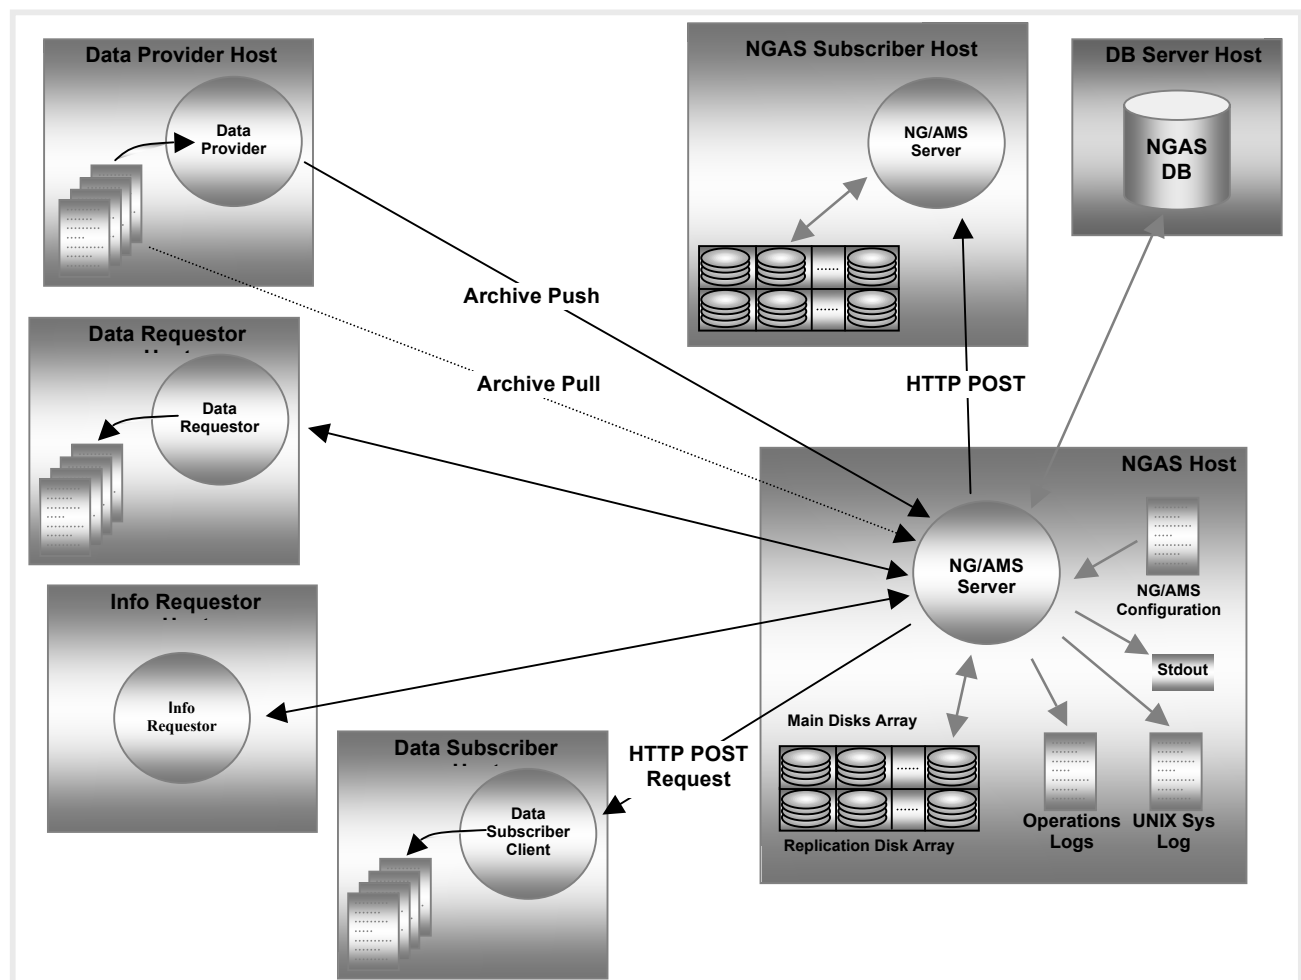 Data Provider Host
Data
Provider
NGAS Subscriber Host
NG/AMS
Server
DB Server Host
NGAS
DB
Archive Push
Data Requestor
Data
Requestor
Archive Pull
HTTP POST
NGAS Host
NG/AMS
Server
NG/AMS
Configuration
Stdout
Info Requestor
Info
Requestor
Main Disks Array
Replication Disk Array
Operations
Logs
UNIX Sys
Log
HTTP POST
Request
Data Subscriber
Data
Subscriber
Client